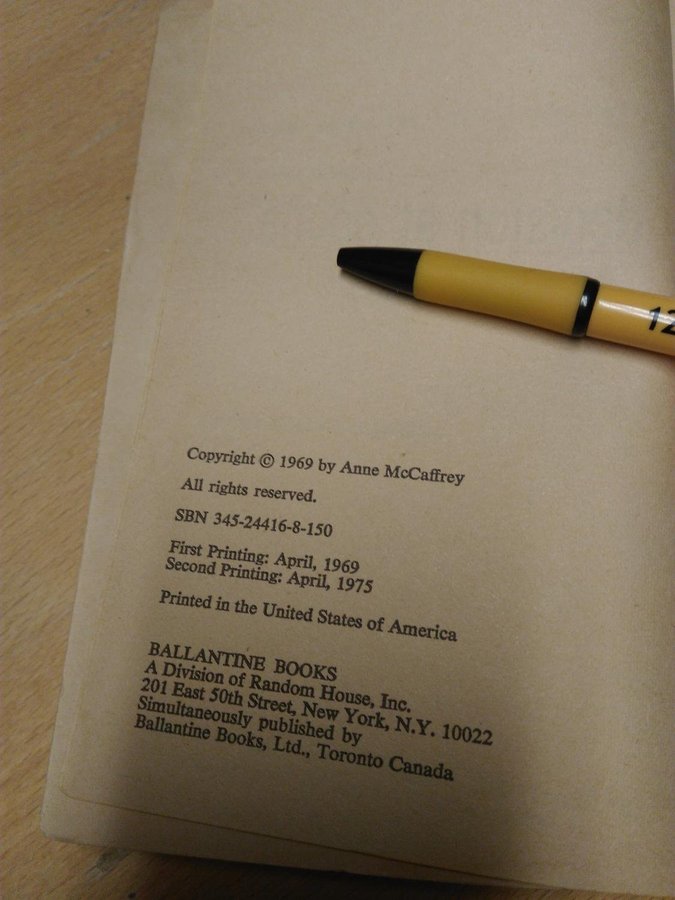 12
Copyright © 1969 by Anne McCaffrey
All rights reserved.
SBN 345-24416-8-150
First Printing: April, 1969
Second Printing: April, 1975
Printed in the United States of America
BALLANTINE BOOKS
A Division of Random House, Inc.
201 East 50th Street, New York, N.Y. 10022
Simultaneously published by
Ballantine Books, Ltd., Toronto Canada